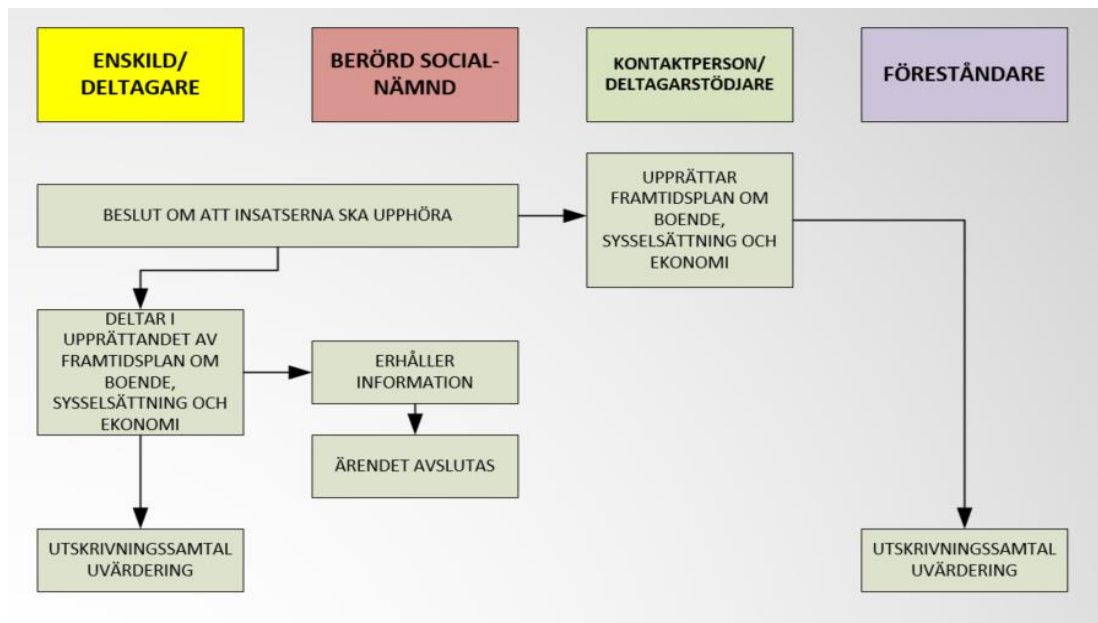 ENSKILD/
DELTAGARE
BERÖRD SOCIAL-
NÄMND
KONTAKTPERSON/
DELTAGARSTÖDJARE
FÖRESTÅNDARE
BESLUT OM ATT INSATSERNA SKA UPPHÖRA
UPPRÄTTAR
FRAMTIDSPLAN OM
BOENDE,
SYSSELSÄTTNING OCH
EKONOMI
DELTAR I
UPPRÄTTANDET AV
FRAMTIDSPLAN OM
BOENDE,
SYSSELSÄTTNING OCH
EKONOMI
ERHÅLLER
INFORMATION
ÄRENDET AVSLUTAS
UTSKRIVNINGSSAMTAL
UVÄRDERING
UTSKRIVNINGSSAMTAL
UVÄRDERING